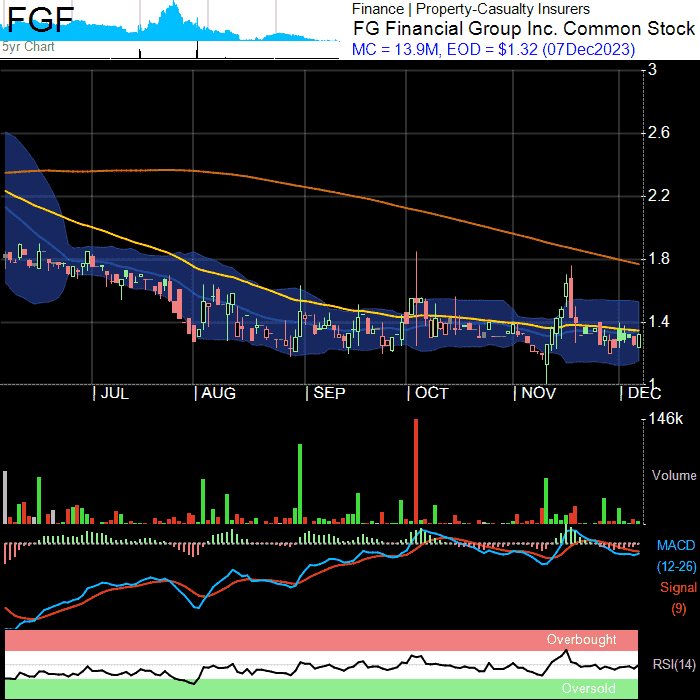 FGF
5yr Chart
Finance | Property-Casualty Insurers
FG Financial Group Inc. Common Stock
MC = 13.9M, EOD = $1.32 (07Dec2023)
3
2.6
2.2
1.8
1.4
1
JUL AUG SEP OCT NOV DEC
146k
Volume
MACD
(12-26)
Signal
(9)
Overbought
RSI(14)
Oversold